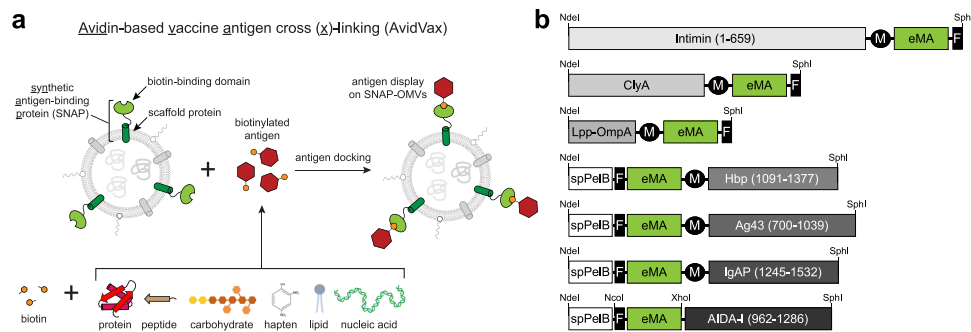 a
Avidin-based vaccine antigen cross (x)-linking (AvidVax)
synthetic
antigen-binding
protein (SNAP)
biotin-binding domain
scaffold protein
biotinylated
antigen
antigen docking
antigen display
on SNAP-OMVs
+
biotin
+
protein
peptide
carbohydrate
hapten
lipid
nucleic acid
b
NdeI SphI
Intimin (1-659) M eMA F
NdeI SphI
ClyA M eMA F
NdeI SphI
Lpp-OmpA M eMA F
NdeI SphI
spPelB F eMA M Hbp (1091-1377)
NdeI SphI
spPelB F eMA M Ag43 (700-1039)
NdeI SphI
spPelB F eMA M IgAP (1245-1532)
NdeI NcoI XhoI SphI
spPelB F eMA AIDA-I (962-1286)